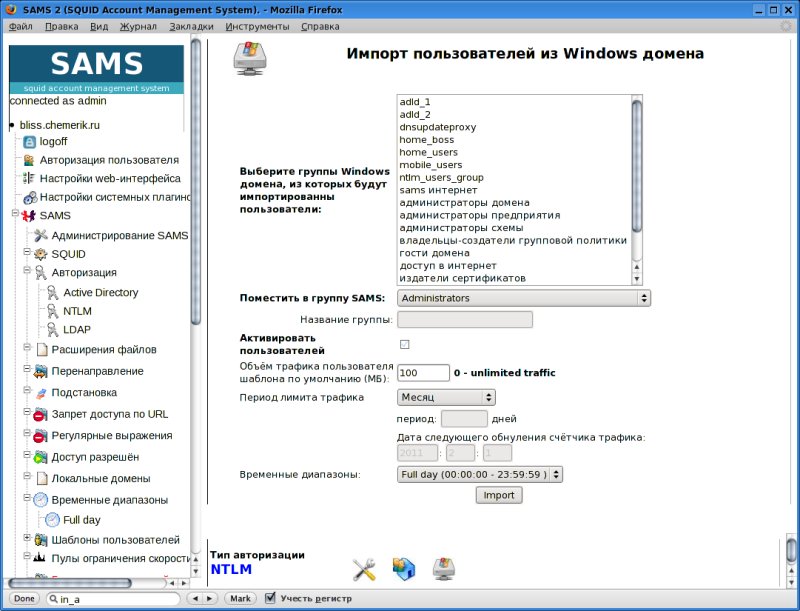 SAMS 2 (SQUID Account Management System). - Mozilla Firefox
Файл Правка Вид Журнал Закладки Инструменты Справка
SAMS
squid account management system
connected as admin
bliss.chemerik.ru
logoff
Авторизация пользователя
Настройки web-интерфейса
Настройки системных плагинс
SAMS
Администрирование SAMS
SQUID
Авторизация
Active Directory
NTLM
LDAP
Расширения файлов
Перенаправление
Подстановка
Запрет доступа по URL
Регулярные выражения
Доступ разрешён
Локальные домены
Временные диапазоны
Full day
Шаблоны пользователей
Пулы ограничения скорости
Импорт пользователей из Windows домена
Выберите группы Windows
домена, из которых будут
импортированны
пользователи:
adld_1
adld_2
dnsupdateproxy
home_boss
home_users
mobile_users
ntlm_users_group
sams интернет
администраторы домена
администраторы предприятия
администраторы схемы
владельцы-создатели групповой политики
гости домена
доступ в интернет
издатели сертификатов
Поместить в группу SAMS: Administrators
Название группы:
Активировать
пользователей
Объём трафика пользователя
шаблона по умолчанию (МБ): 100 0 - unlimited traffic
Период лимита трафика Месяц
период: дней
Дата следующего обнуления счётчика трафика:
2011 : 2 : 1
Временные диапазоны: Full day (00:00:00 - 23:59:59 )
Import
Тип авторизации
NTLM
Done in_a Mark Учесть регистр